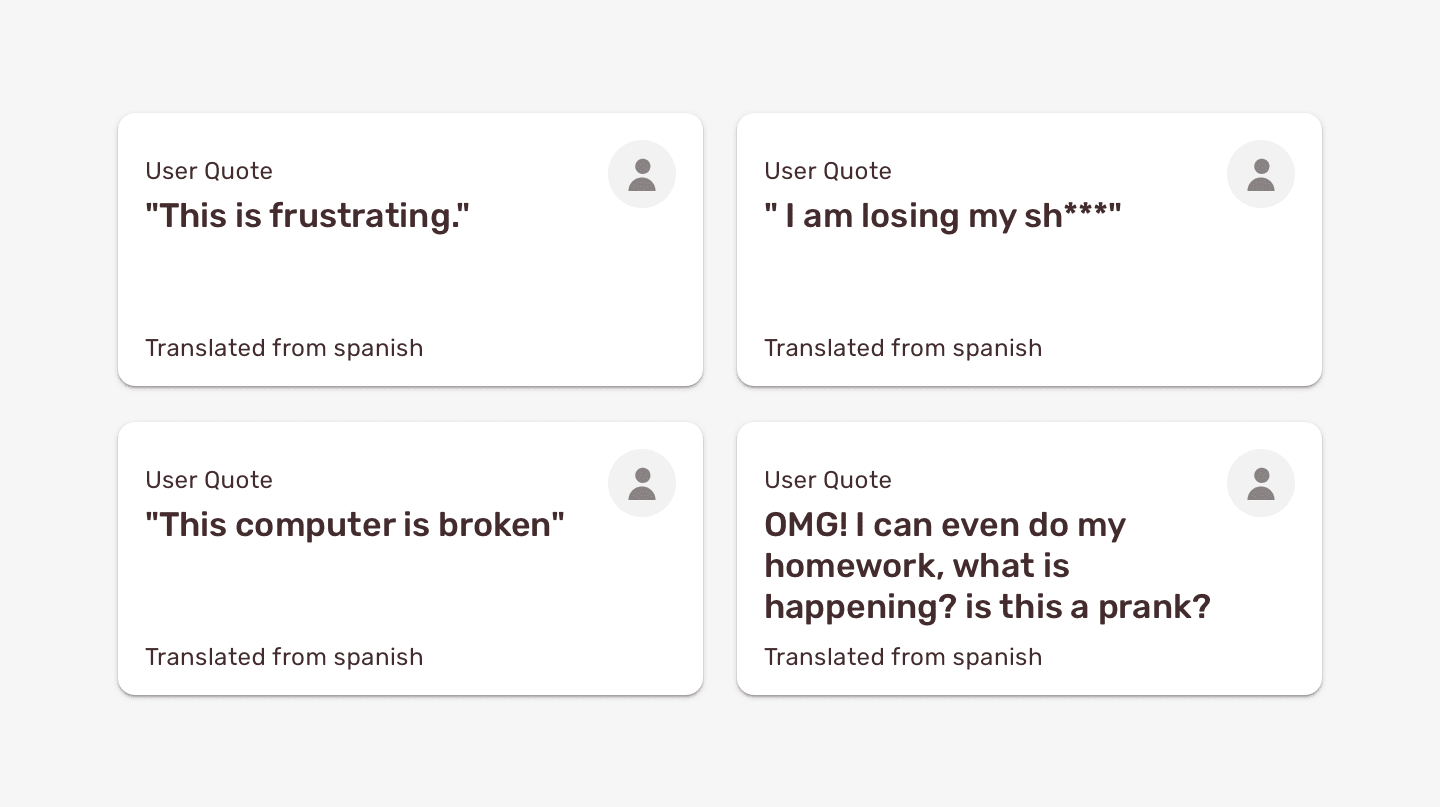 User Quote
"This is frustrating."
Translated from spanish
User Quote
" I am losing my sh***"
Translated from spanish
User Quote
"This computer is broken"
Translated from spanish
User Quote
OMG! I can even do my
homework, what is
happening? is this a prank?
Translated from spanish